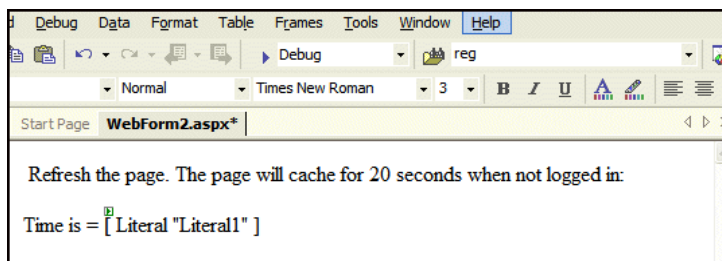 Debug Data Format Table Frames Tools Window Help
Debug reg
Normal Times New Roman 3 B I U A
Start Page WebForm2.aspx*
Refresh the page. The page will cache for 20 seconds when not logged in:
Time is = [ Literal "Literal1" ]